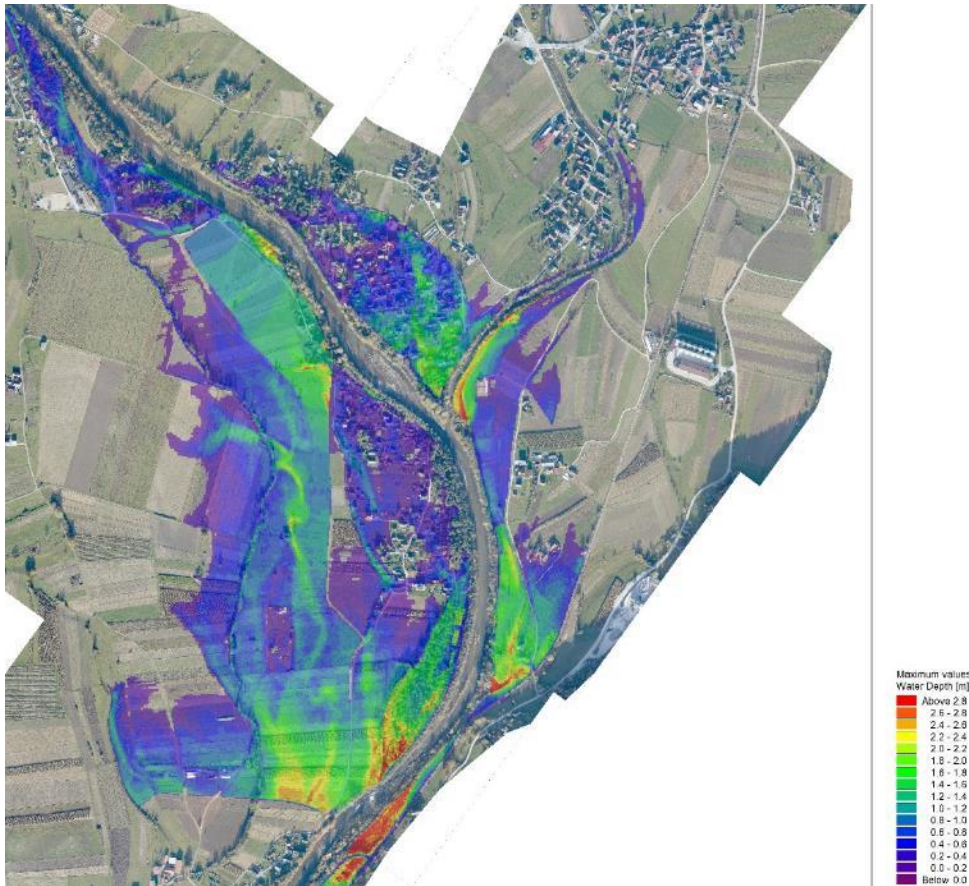 Maximum values
Water Depth [m]
Above 2.8
2.6 - 2.8
2.4 - 2.6
2.2 - 2.4
2.0 - 2.2
1.8 - 2.0
1.6 - 1.8
1.4 - 1.6
1.2 - 1.4
1.0 - 1.2
0.8 - 1.0
0.6 - 0.8
0.4 - 0.6
0.2 - 0.4
0.0 - 0.2
Below 0.0